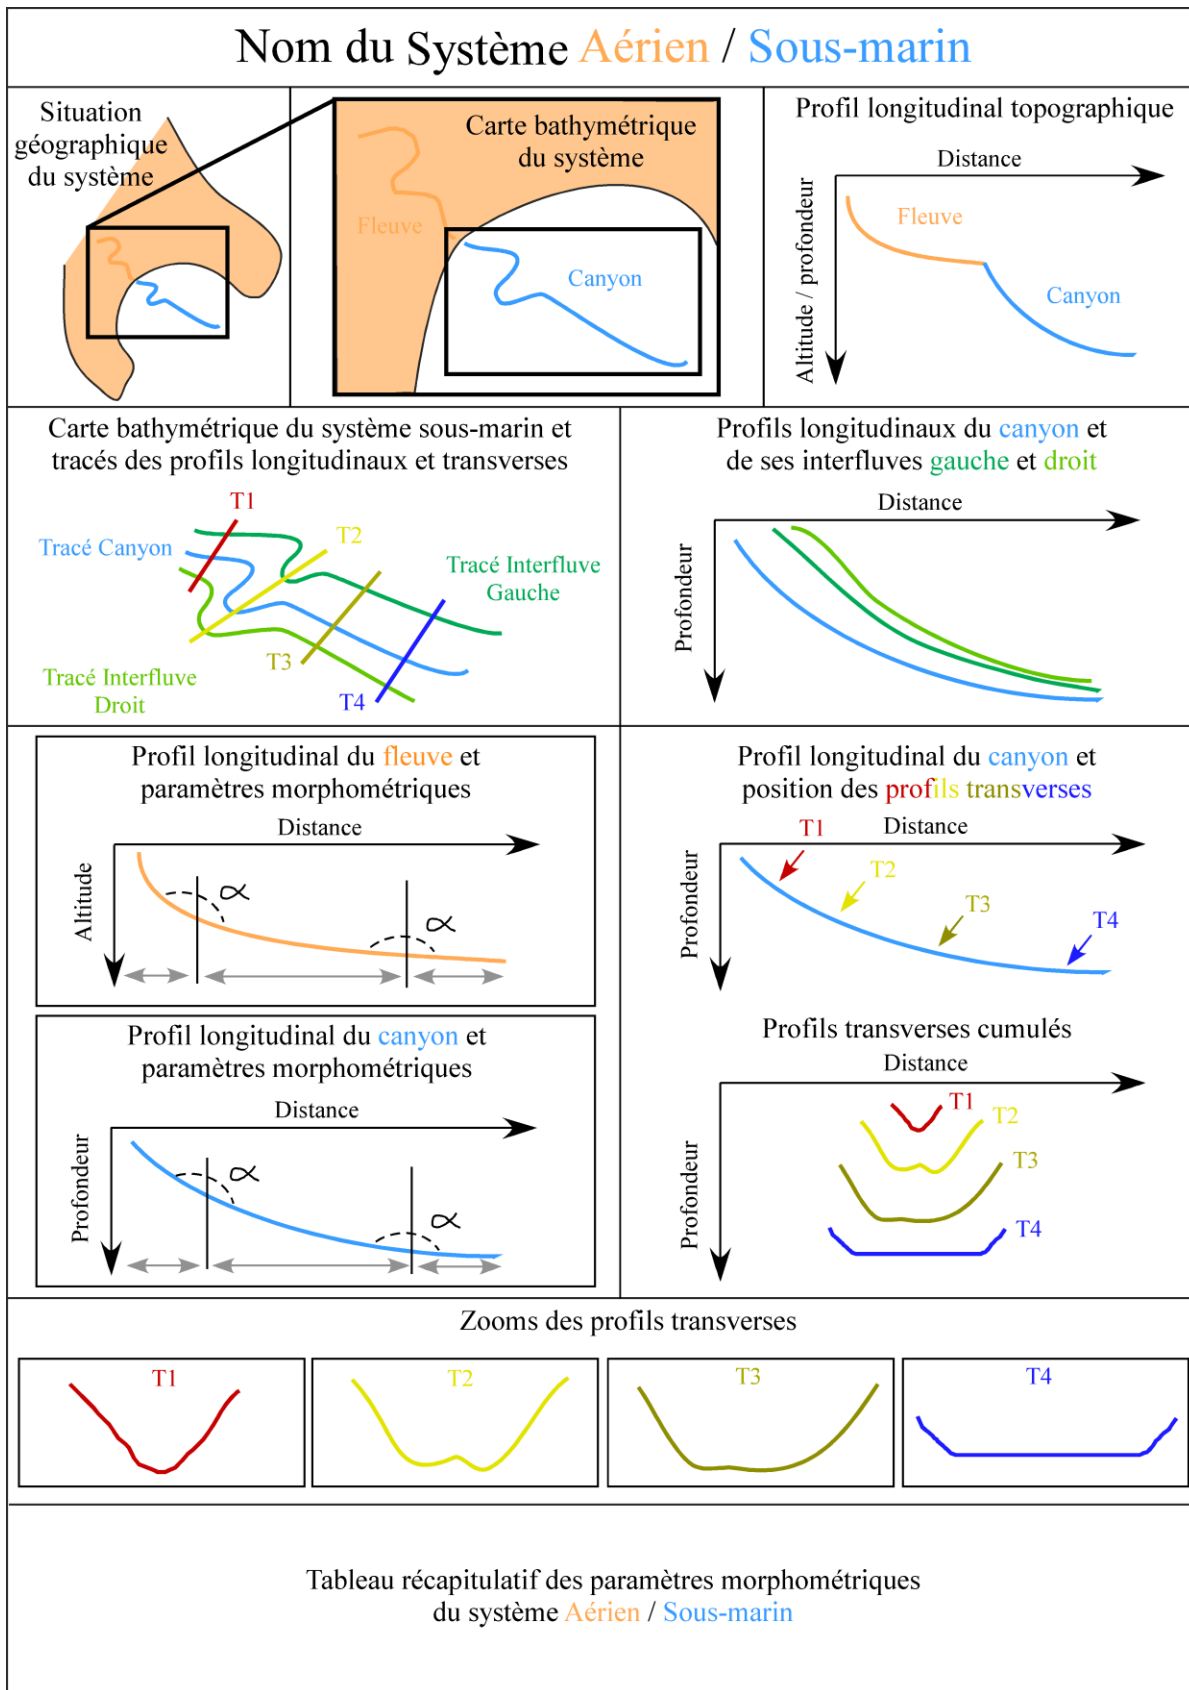 Nom du Système Aérien / Sous-marin
Situation
géographique
du système
Carte bathymétrique
du système
Fleuve
Canyon
Profil longitudinal topographique
Distance
Altitude / profondeur
Fleuve
Canyon
Carte bathymétrique du système sous-marin et
tracés des profils longitudinaux et transverses
T1
T2
Tracé Canyon
Tracé Interfluve
Gauche
T3
Tracé Interfluve
Droit
T4
Profils longitudinaux du canyon et
de ses interfluves gauche et droit
Distance
Profondeur
Profil longitudinal du fleuve et
paramètres morphométriques
Distance
Altitude
α
α
Profil longitudinal du canyon et
paramètres morphométriques
Distance
Profondeur
α
α
Profil longitudinal du canyon et
position des profils transverses
Distance
Profondeur
T1
T2
T3
T4
Profils transverses cumulés
Distance
Profondeur
T1
T2
T3
T4
Zooms des profils transverses
T1
T2
T3
T4
Tableau récapitulatif des paramètres morphométriques
du système Aérien / Sous-marin